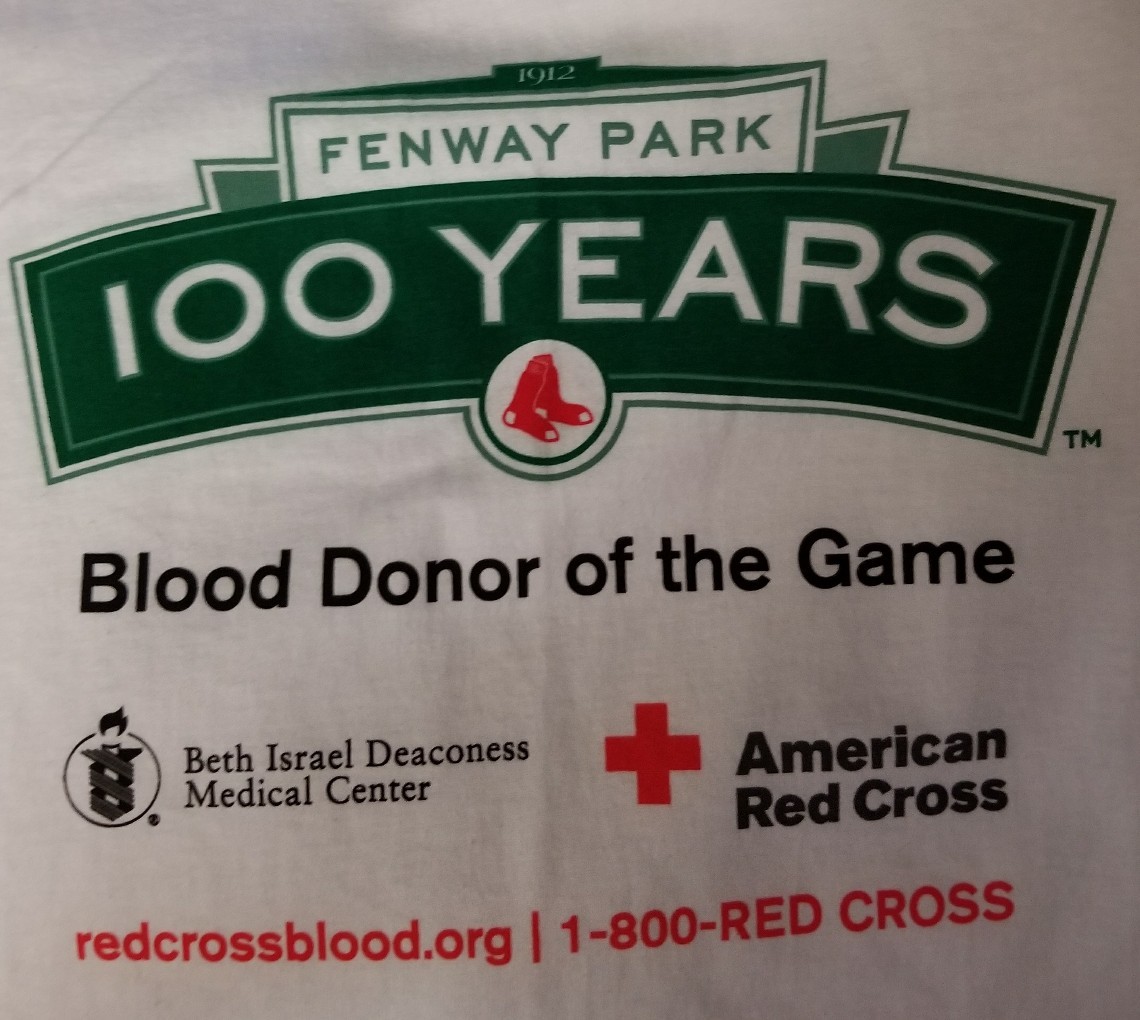 1912
FENWAY PARK
100 YEARS
TM
Blood Donor of the Game
Beth Israel Deaconess
Medical Center
®
American
Red Cross
redcrossblood.org | 1-800-RED CROSS